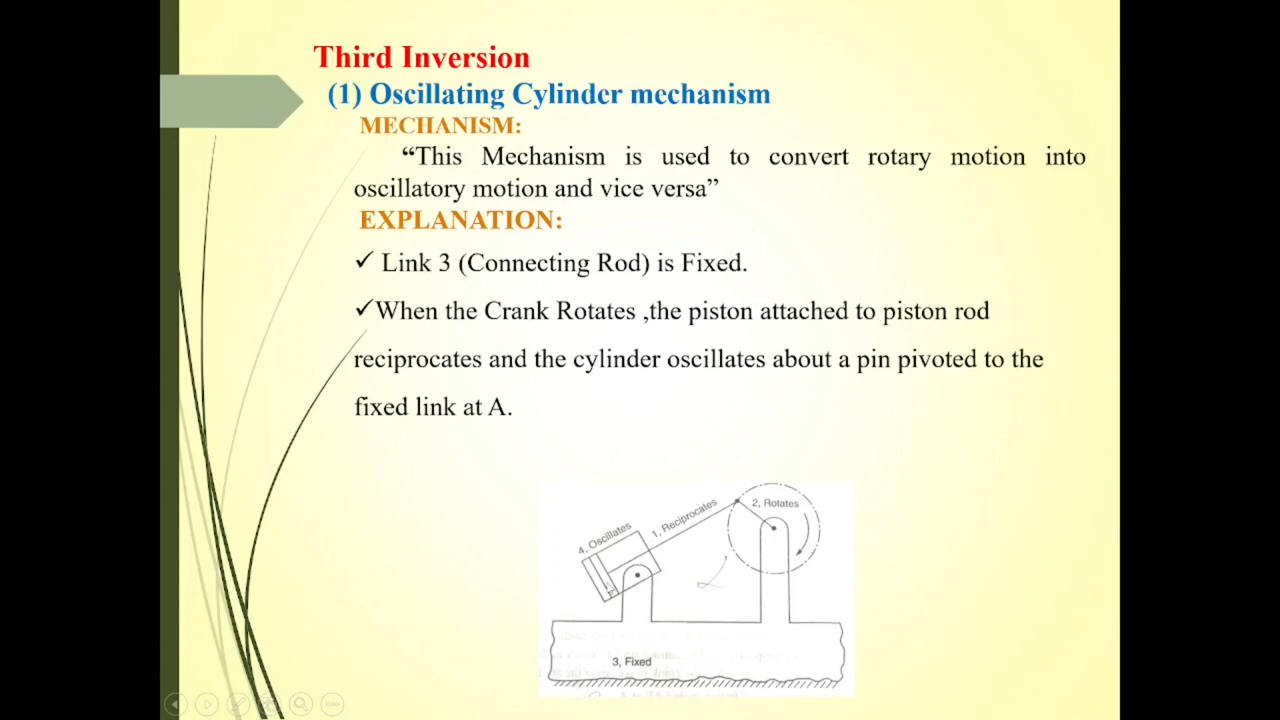 Third Inversion
(1) Oscillating Cylinder mechanism
MECHANISM:
“This Mechanism is used to convert rotary motion into
oscillatory motion and vice versa”
EXPLANATION:
✓ Link 3 (Connecting Rod) is Fixed.
✓When the Crank Rotates ,the piston attached to piston rod
reciprocates and the cylinder oscillates about a pin pivoted to the
fixed link at A.
4, Oscillates
1, Reciprocates
2, Rotates
3, Fixed